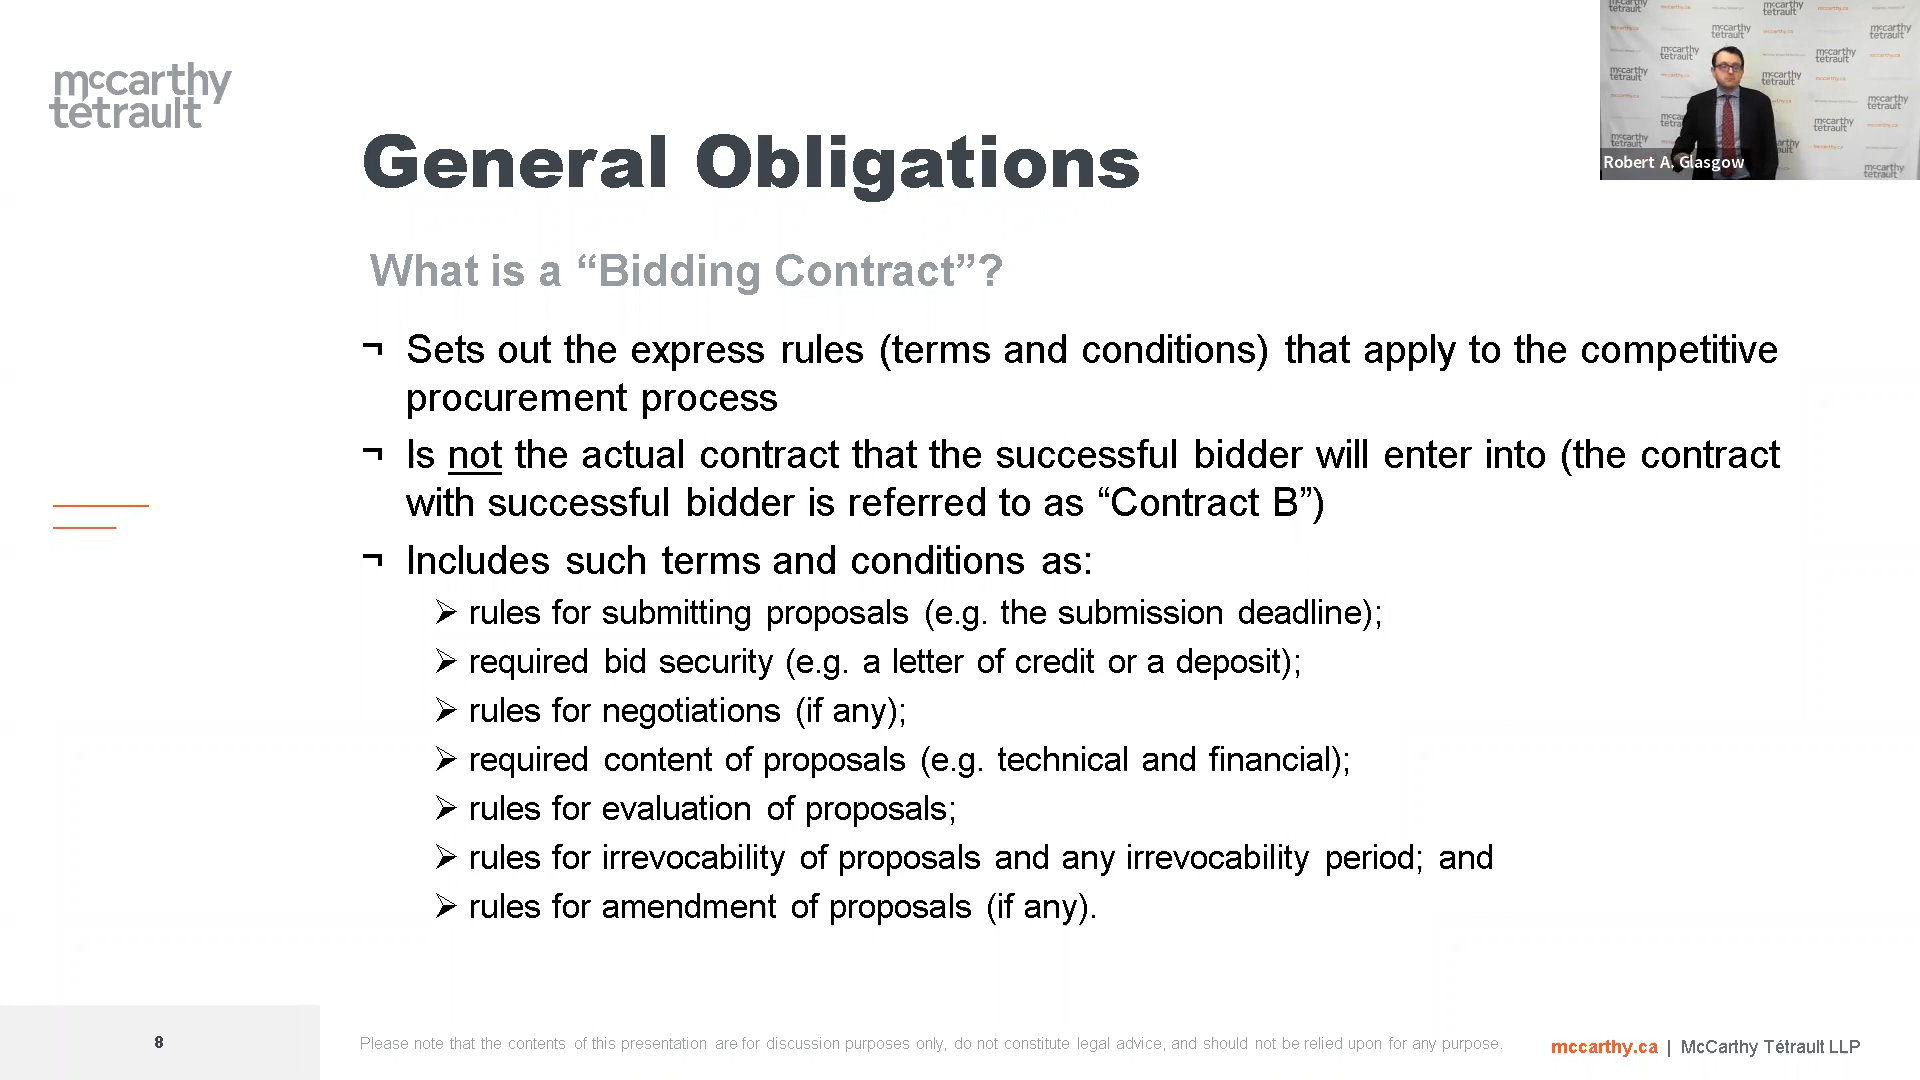 mccarthy
tetrault
General Obligations
Robert A. Glasgow
What is a “Bidding Contract”?
¬ Sets out the express rules (terms and conditions) that apply to the competitive
procurement process
¬ Is not the actual contract that the successful bidder will enter into (the contract
with successful bidder is referred to as “Contract B”)
¬ Includes such terms and conditions as:
➢ rules for submitting proposals (e.g. the submission deadline);
➢ required bid security (e.g. a letter of credit or a deposit);
➢ rules for negotiations (if any);
➢ required content of proposals (e.g. technical and financial);
➢ rules for evaluation of proposals;
➢ rules for irrevocability of proposals and any irrevocability period; and
➢ rules for amendment of proposals (if any).
8
Please note that the contents of this presentation are for discussion purposes only, do not constitute legal advice, and should not be relied upon for any purpose.
mccarthy.ca | McCarthy Tétrault LLP